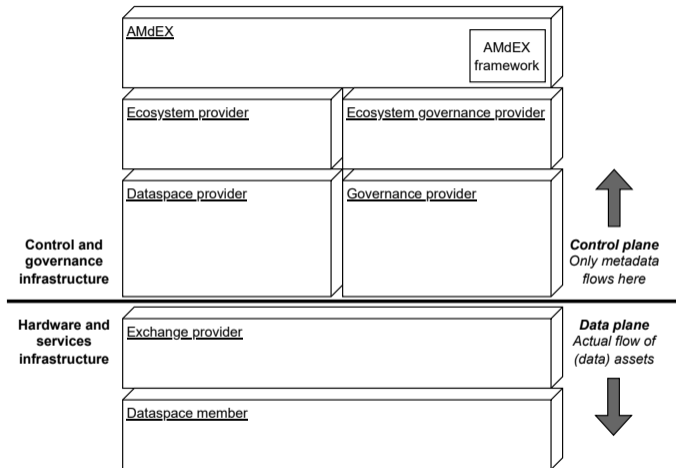 AMdEX
AMdEX
framework
Ecosystem provider
Ecosystem governance provider
Dataspace provider
Governance provider
Control and
governance
infrastructure
Control plane
Only metadata
flows here
Hardware and
services
infrastructure
Exchange provider
Data plane
Actual flow of
(data) assets
Dataspace member